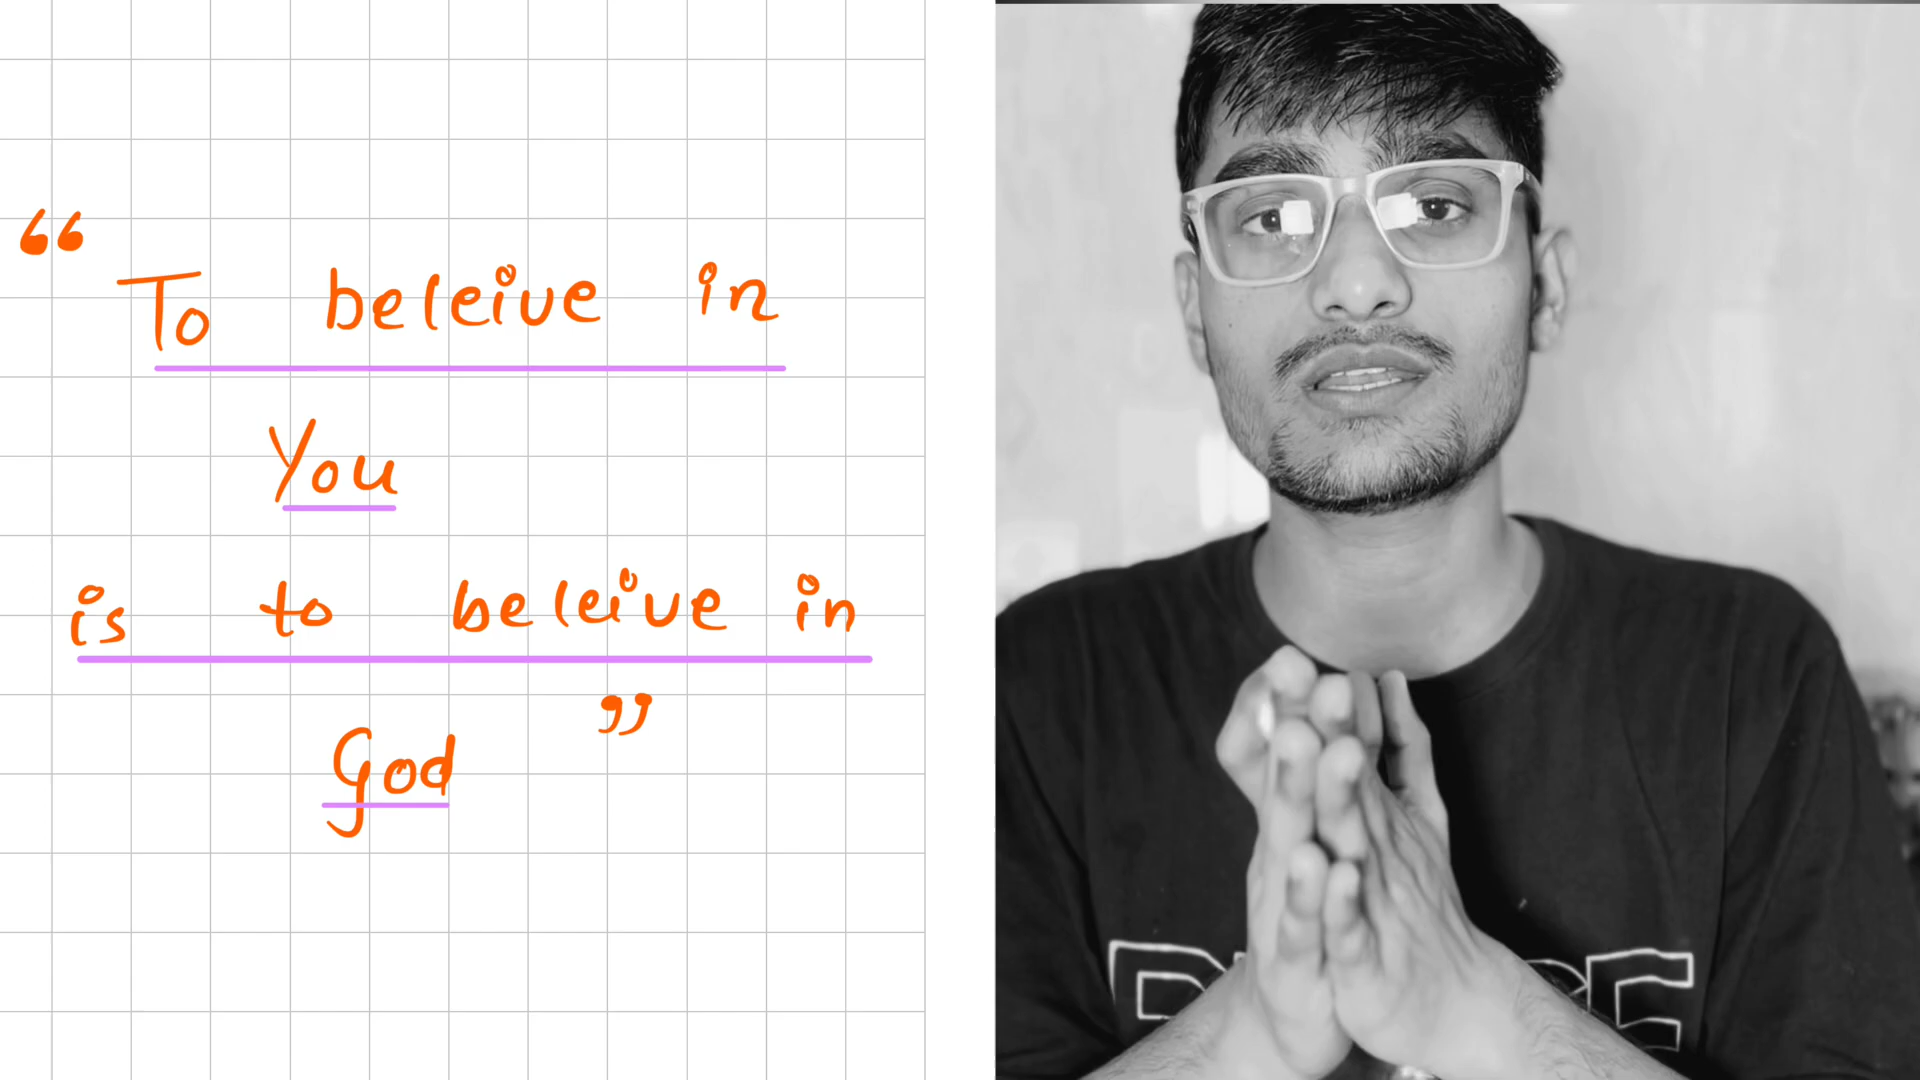 “ To beleive in
You
is to beleive in
God ”